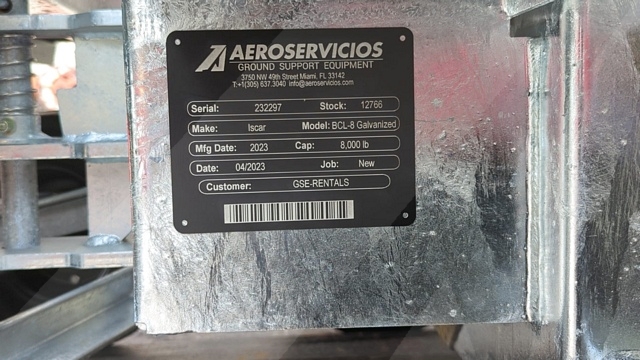 AEROSERVICIOS
GROUND SUPPORT EQUIPMENT
3750 NW 49th Street Miami, FL 33142
T:+1(305) 637.3040 info@aeroservicios.com
Serial: 232297 Stock: 12766
Make: Iscar Model: BCL-8 Galvanized
Mfg Date: 2023 Cap: 8,000 lb
Date: 04/2023 Job: New
Customer: GSE-RENTALS